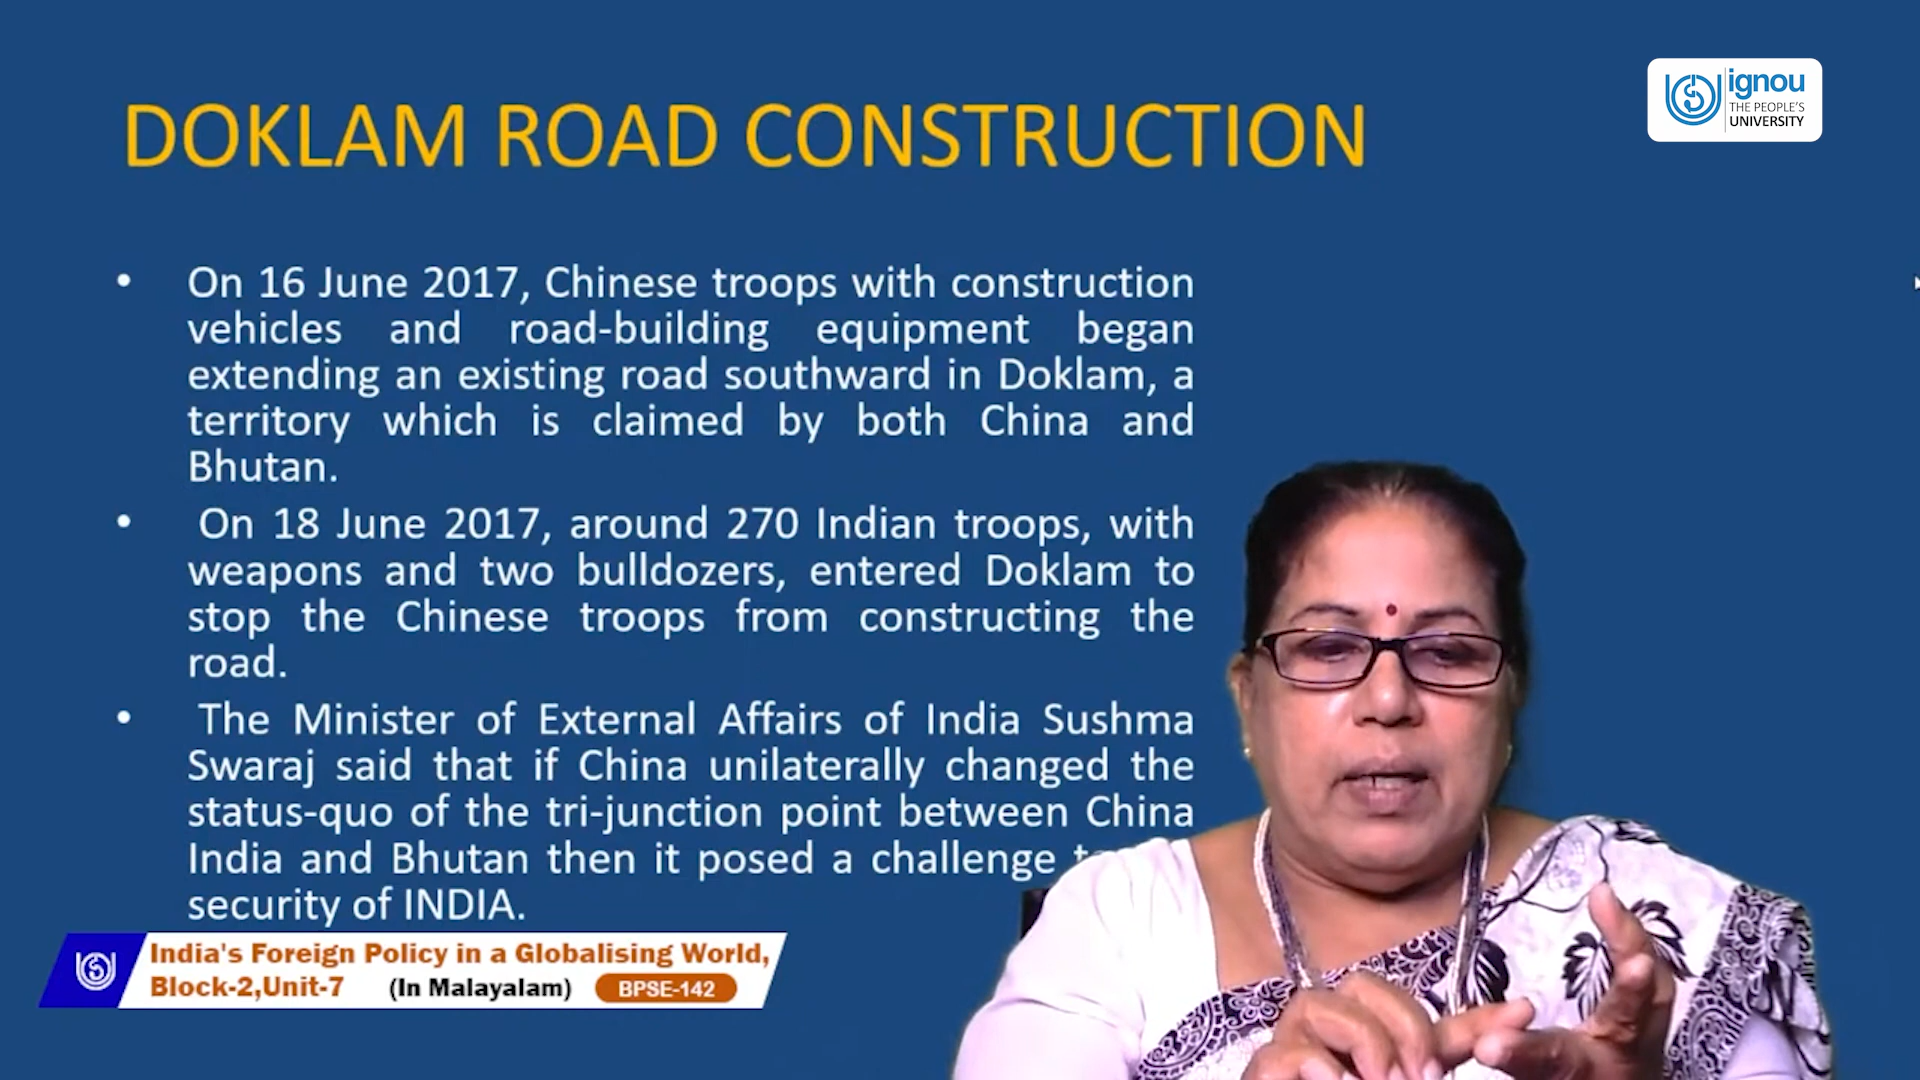 DOKLAM ROAD CONSTRUCTION
ignou
THE PEOPLE'S
UNIVERSITY
• On 16 June 2017, Chinese troops with construction
vehicles and road-building equipment began
extending an existing road southward in Doklam, a
territory which is claimed by both China and
Bhutan.
• On 18 June 2017, around 270 Indian troops, with
weapons and two bulldozers, entered Doklam to
stop the Chinese troops from constructing the
road.
• The Minister of External Affairs of India Sushma
Swaraj said that if China unilaterally changed the
status-quo of the tri-junction point between China
India and Bhutan then it posed a challenge
security of INDIA.
India's Foreign Policy in a Globalising World,
Block-2,Unit-7 (In Malayalam) BPSE-142